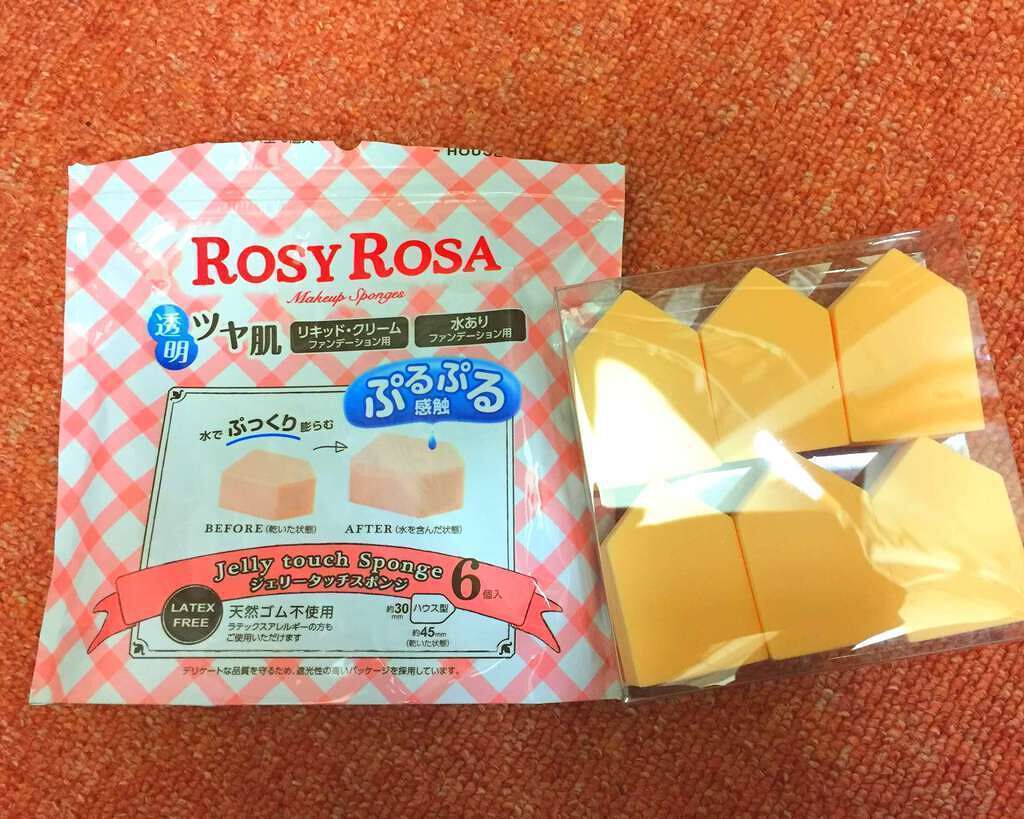 - HOUSE
ROSY ROSA
Makeup Sponges
透明
ツヤ肌
リキッド・クリーム
ファンデーション用
水あり
ファンデーション用
ぷるぷる
感触
水でぷっくり膨らむ
BEFORE (乾いた状態)
AFTER (水を含んだ状態)
Jelly touch Sponge
ジェリータッチスポンジ
6個入
LATEX
FREE
天然ゴム不使用
ラテックスアレルギーの方も
ご使用いただけます
約30mm
ハウス型
約45mm
(乾いた状態)
デリケートな品質を守るため、遮光性の高いパッケージを採用しています。